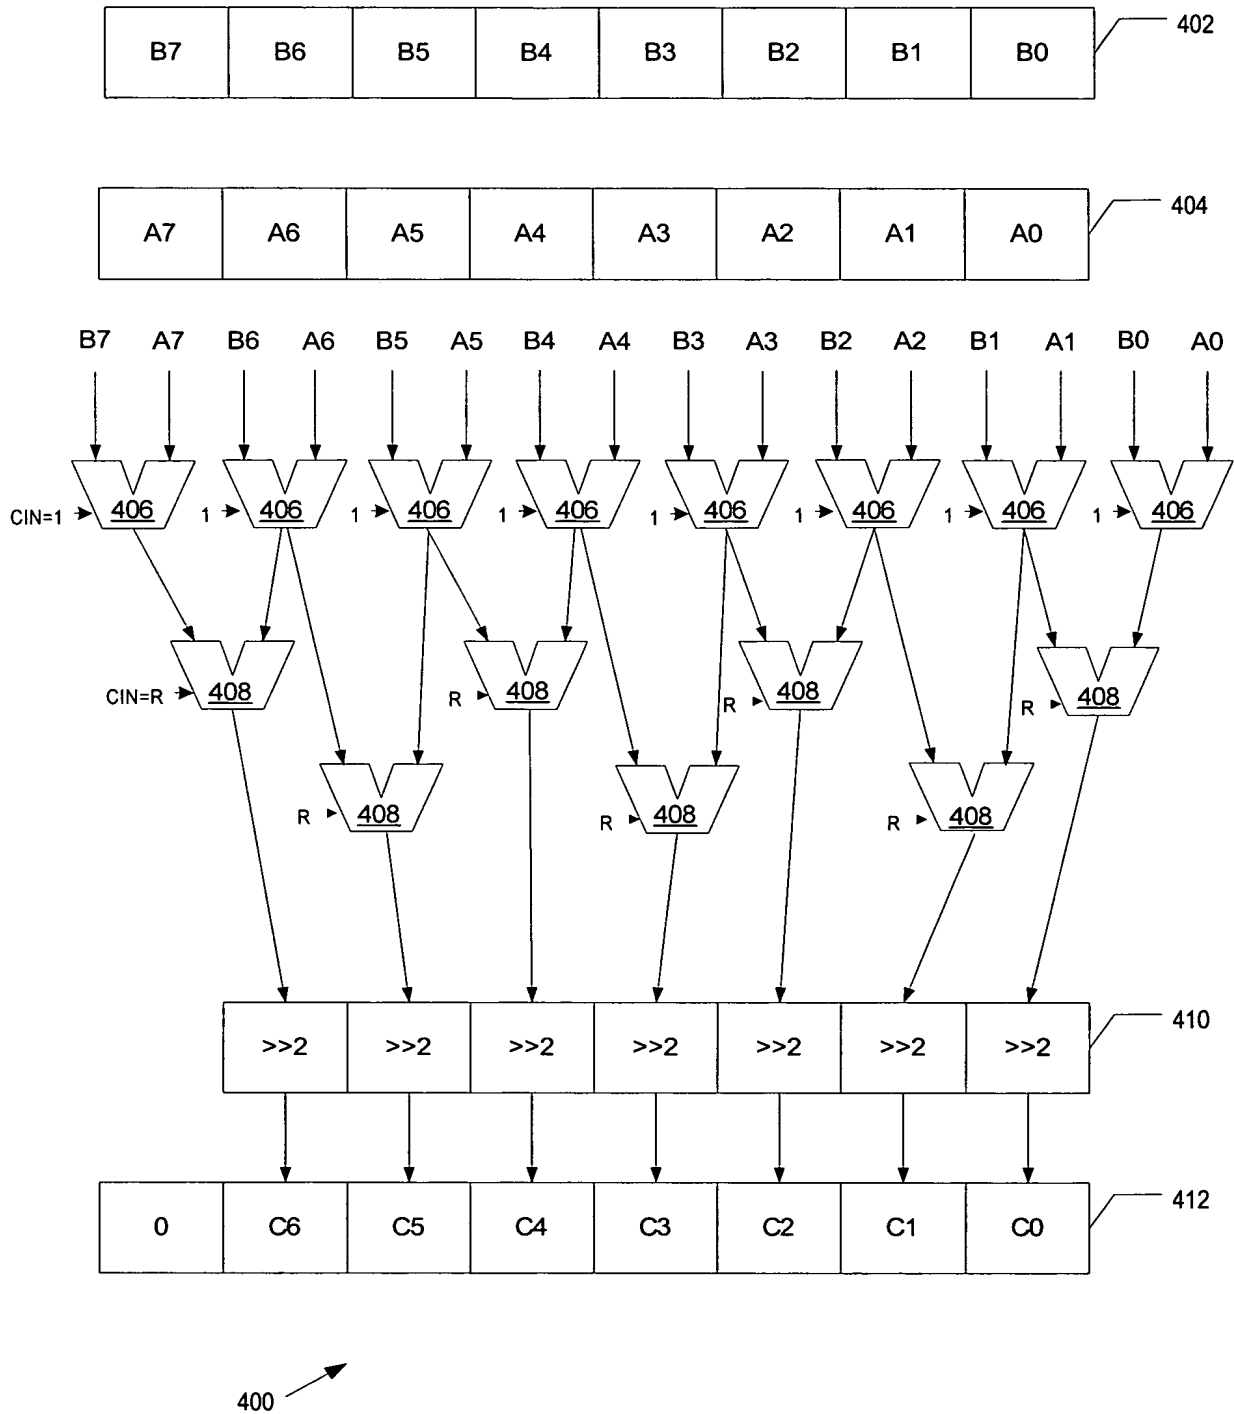 B7 B6 B5 B4 B3 B2 B1 B0 402
A7 A6 A5 A4 A3 A2 A1 A0 404
B7 A7 B6 A6 B5 A5 B4 A4 B3 A3 B2 A2 B1 A1 B0 A0
CIN=1 406 1 406 1 406 1 406 1 406 1 406 1 406 1 406
CIN=R 408 R 408 R 408 R 408
R 408 R 408 R 408
>>2 >>2 >>2 >>2 >>2 >>2 >>2 410
0 C6 C5 C4 C3 C2 C1 C0 412
400